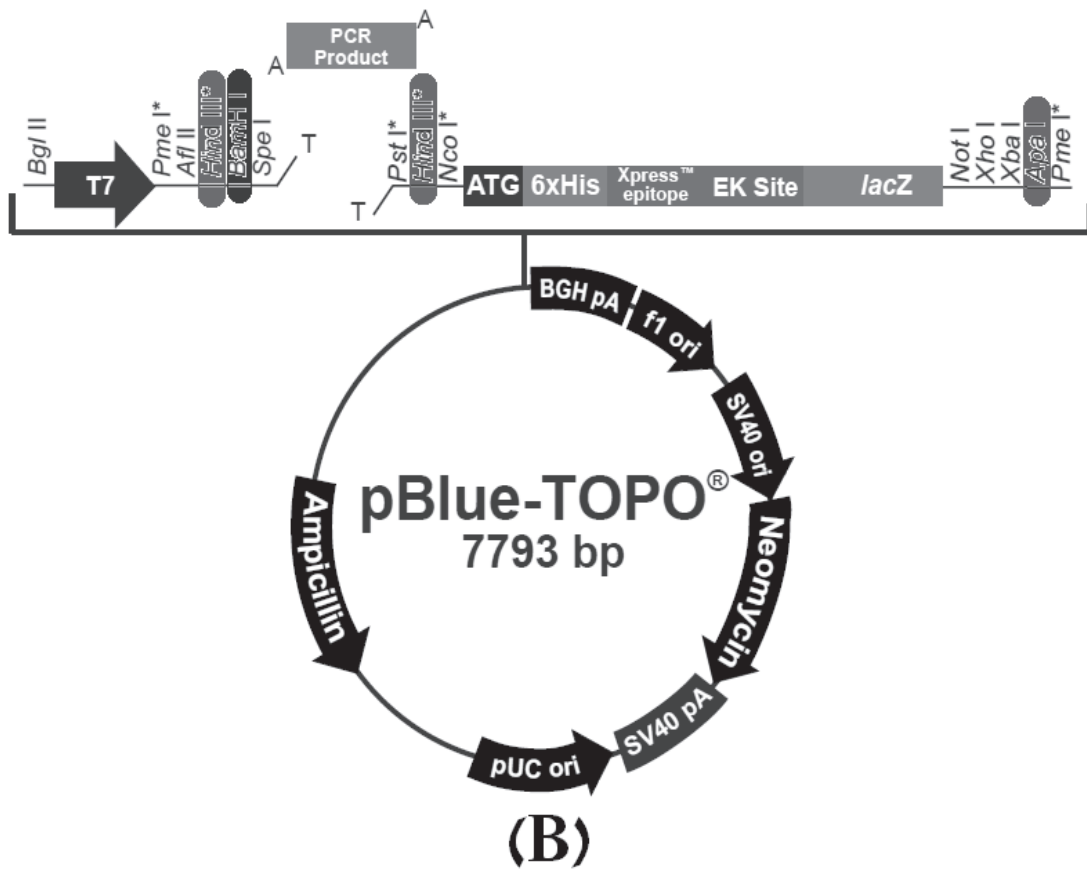 A
PCR
Product
A
Bgl II
T7
Pme I*
Afl II
Hind III*
BamH I
Spe I
T
T
Pst I*
Hind III*
Nco I*
ATG
6xHis
Xpress™
epitope
EK Site
lacZ
Not I
Xho I
Xba I
Apa I
Pme I*
BGH pA
f1 ori
SV40 ori
Neomycin
SV40 pA
pUC ori
Ampicillin
pBlue-TOPO®
7793 bp
(B)